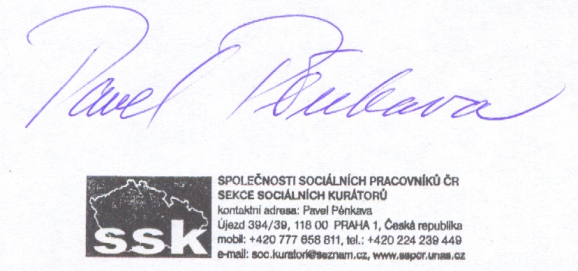 Pavel Pěnkava
ssk
SPOLEČNOSTI SOCIÁLNÍCH PRACOVNÍKŮ ČR
SEKCE SOCIÁLNÍCH KURÁTORŮ
kontaktní adresa: Pavel Pěnkava
Újezd 394/39, 118 00 PRAHA 1, Česká republika
mobil: +420 777 658 811, tel.: +420 224 239 449
e-mail: soc.kuratori@seznam.cz, www.sspcr.unas.cz